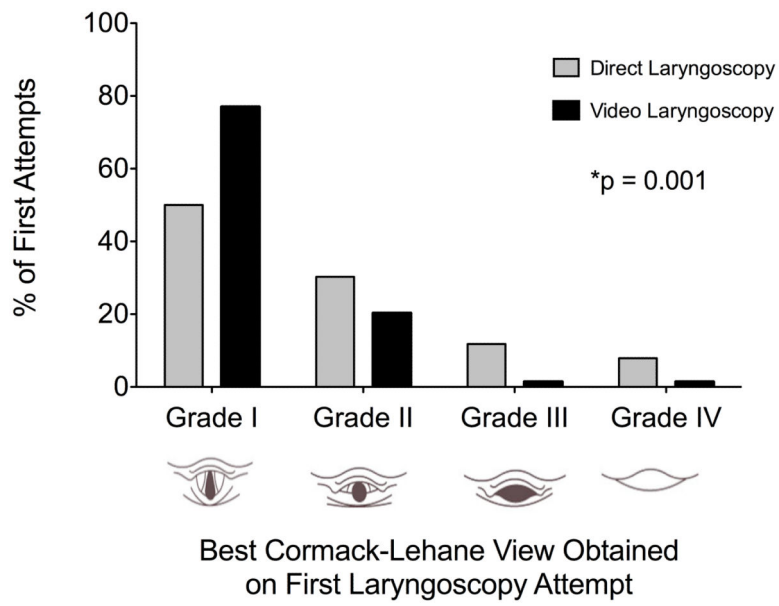 100
80
60
40
20
0
% of First Attempts
Direct Laryngoscopy
Video Laryngoscopy
*p = 0.001
Grade I Grade II Grade III Grade IV
Best Cormack-Lehane View Obtained
on First Laryngoscopy Attempt